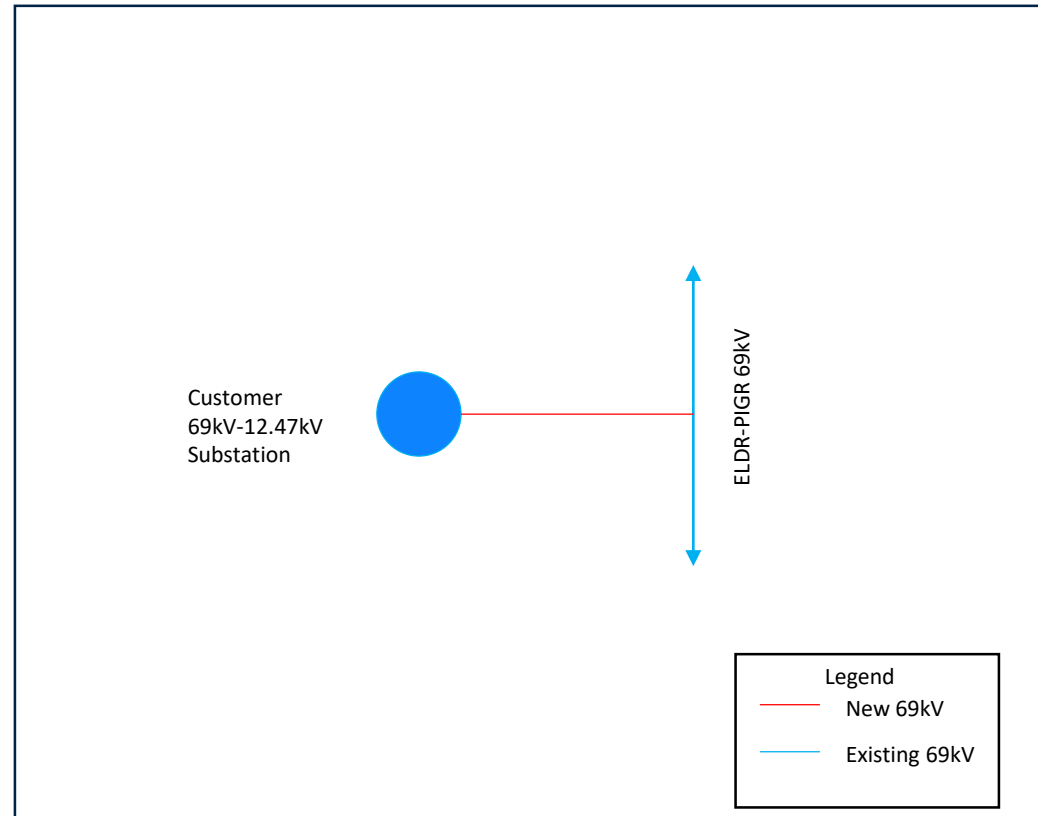 Customer
69kV-12.47kV
Substation
ELDR-PIGR 69kV
Legend
New 69kV
Existing 69kV